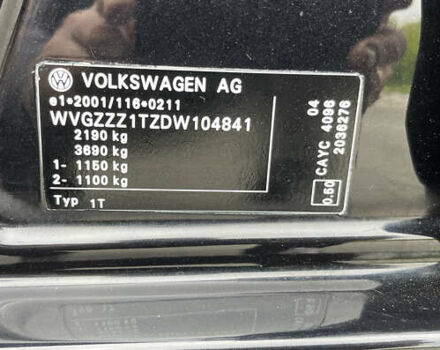 VOLKSWAGEN AG
e1*2001/116*0211
WVGZZZ1TZDW104841
2190 kg
3690 kg
1- 1150 kg
2- 1100 kg
Typ 1T
0.50
CAYC 4096 04
2036276